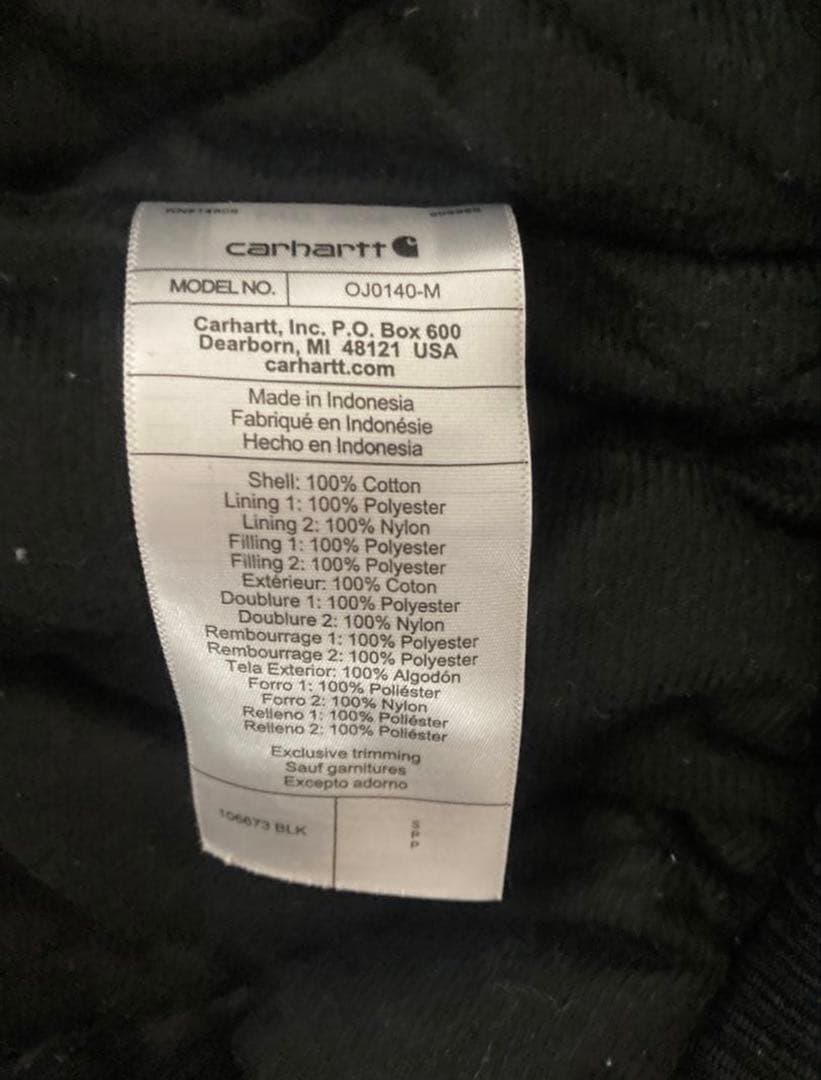 carhartt
MODEL NO. OJ0140-M
Carhartt, Inc. P.O. Box 600
Dearborn, MI 48121 USA
carhartt.com
Made in Indonesia
Fabriqué en Indonésie
Hecho en Indonesia
Shell: 100% Cotton
Lining 1: 100% Polyester
Lining 2: 100% Nylon
Filling 1: 100% Polyester
Filling 2: 100% Polyester
Extérieur: 100% Coton
Doublure 1: 100% Polyester
Doublure 2: 100% Nylon
Rembourrage 1: 100% Polyester
Rembourrage 2: 100% Polyester
Tela Exterior: 100% Algodón
Forro 1: 100% Poliéster
Forro 2: 100% Nylon
Relleno 1: 100% Poliéster
Relleno 2: 100% Poliéster
Exclusive trimming
Sauf garnitures
Excepto adorno
106673 BLK
S
P
P